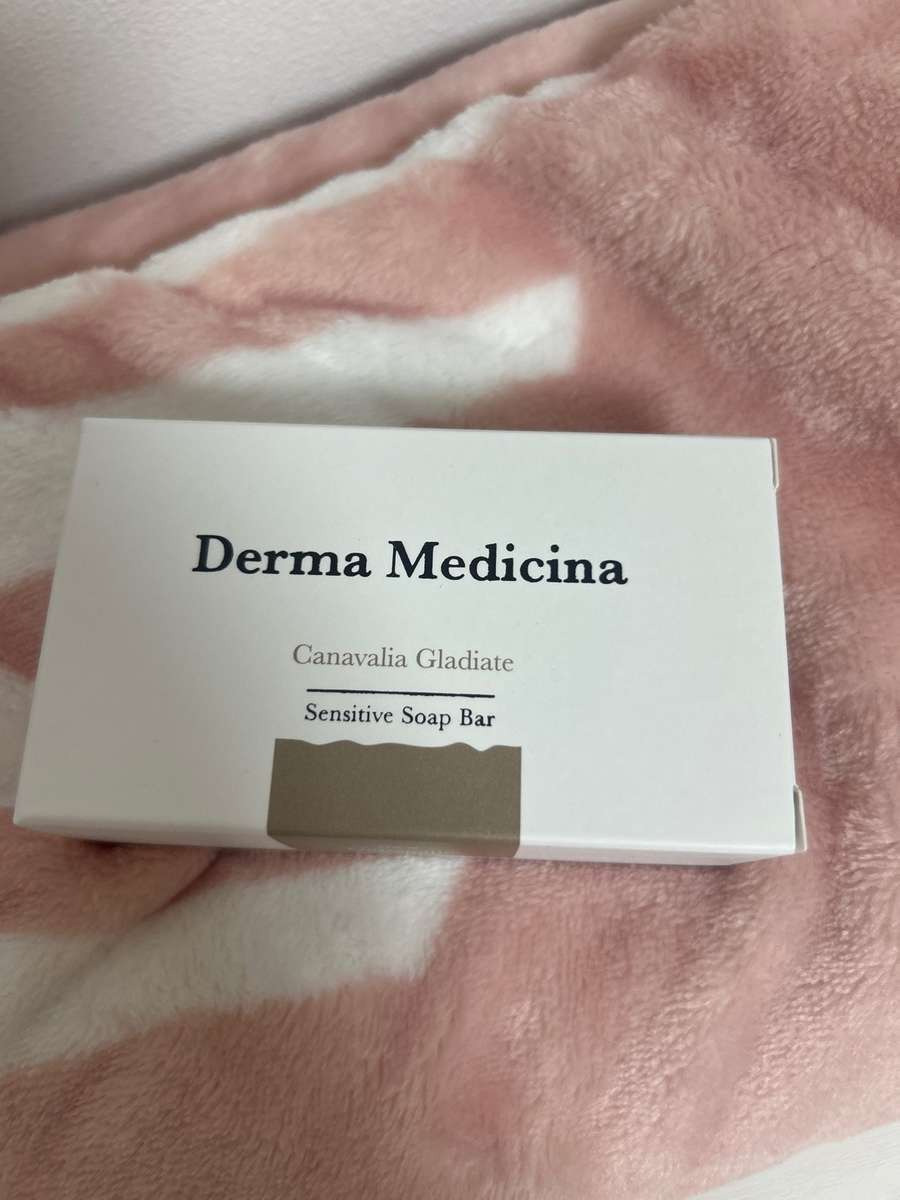 Derma Medicina
Canavalia Gladiate
Sensitive Soap Bar